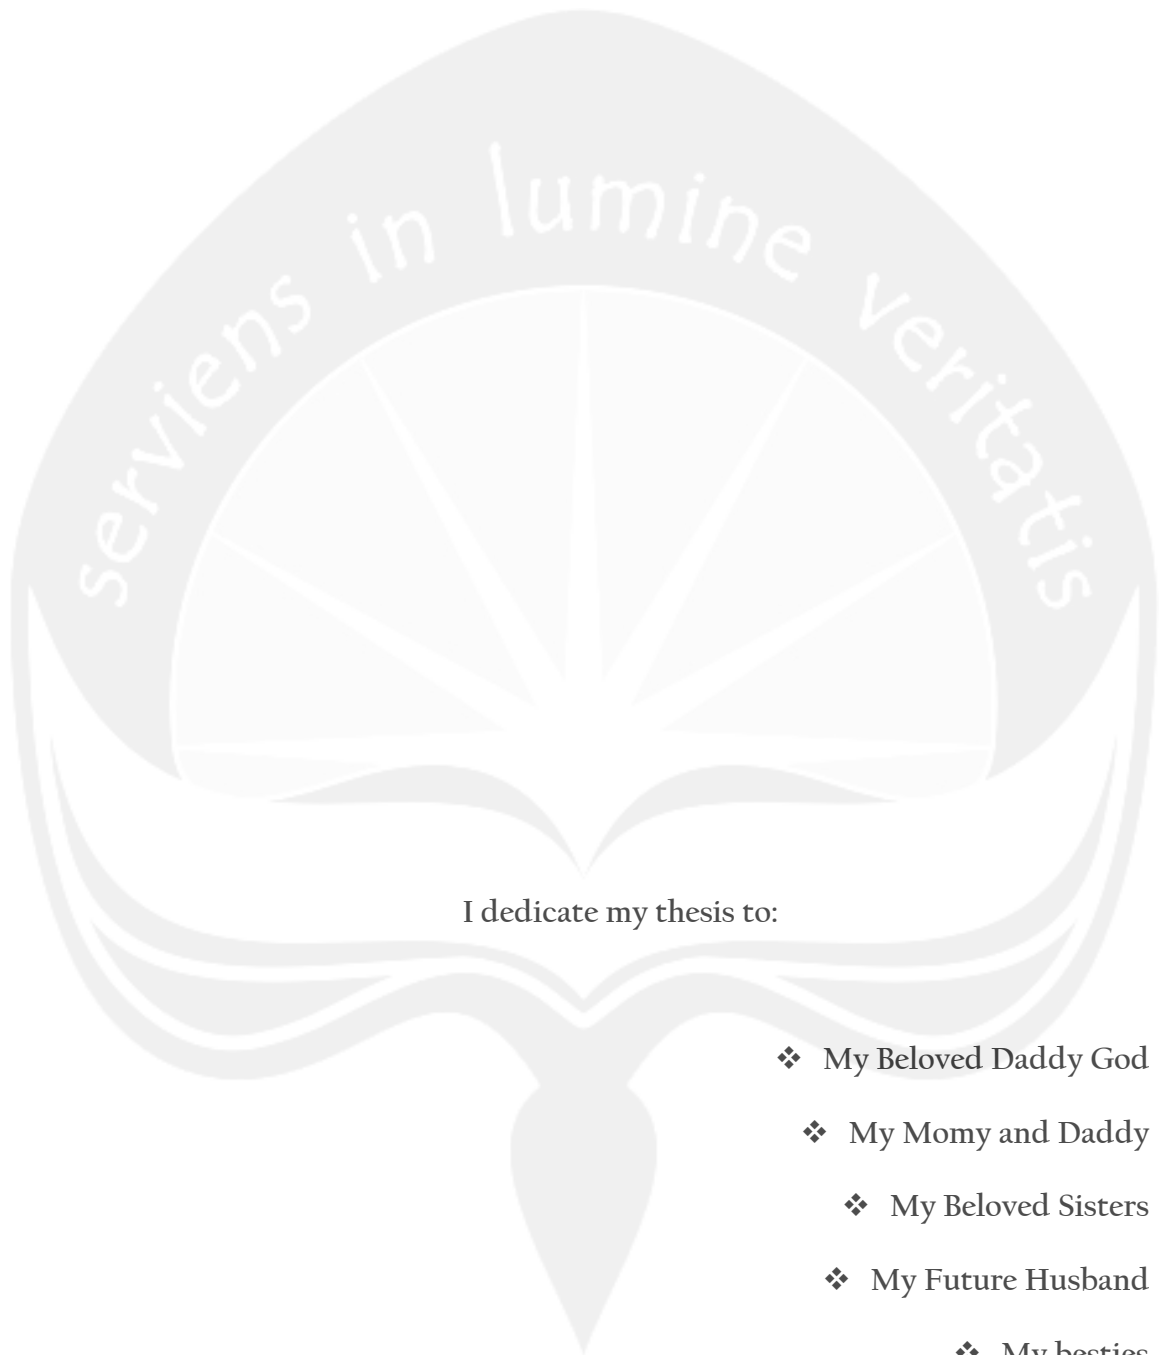 serviens in lumine veritatis
I dedicate my thesis to:
❖ My Beloved Daddy God
❖ My Momy and Daddy
❖ My Beloved Sisters
❖ My Future Husband
❖ My besties